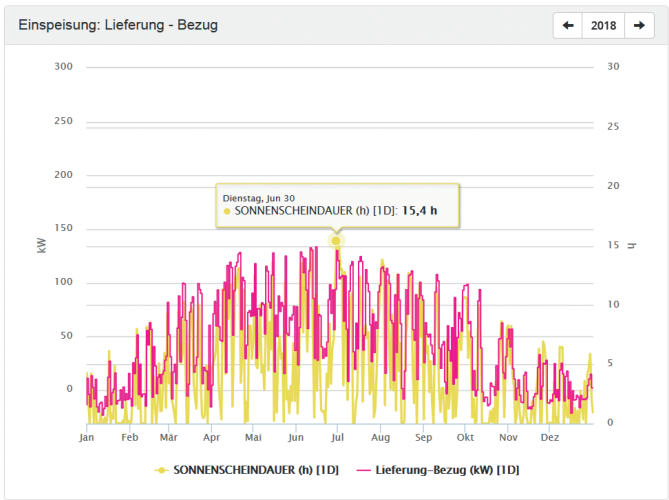 Einspeisung: Lieferung - Bezug
2018
300
30
250
25
200
20
Dienstag, Jun 30
SONNENSCHEINDAUER (h) [1D]: 15,4 h
150
15
kW
h
100
10
50
5
0
0
Jan Feb Mär Apr Mai Jun Jul Aug Sep Okt Nov Dez
SONNENSCHEINDAUER (h) [1D] Lieferung-Bezug (kW) [1D]